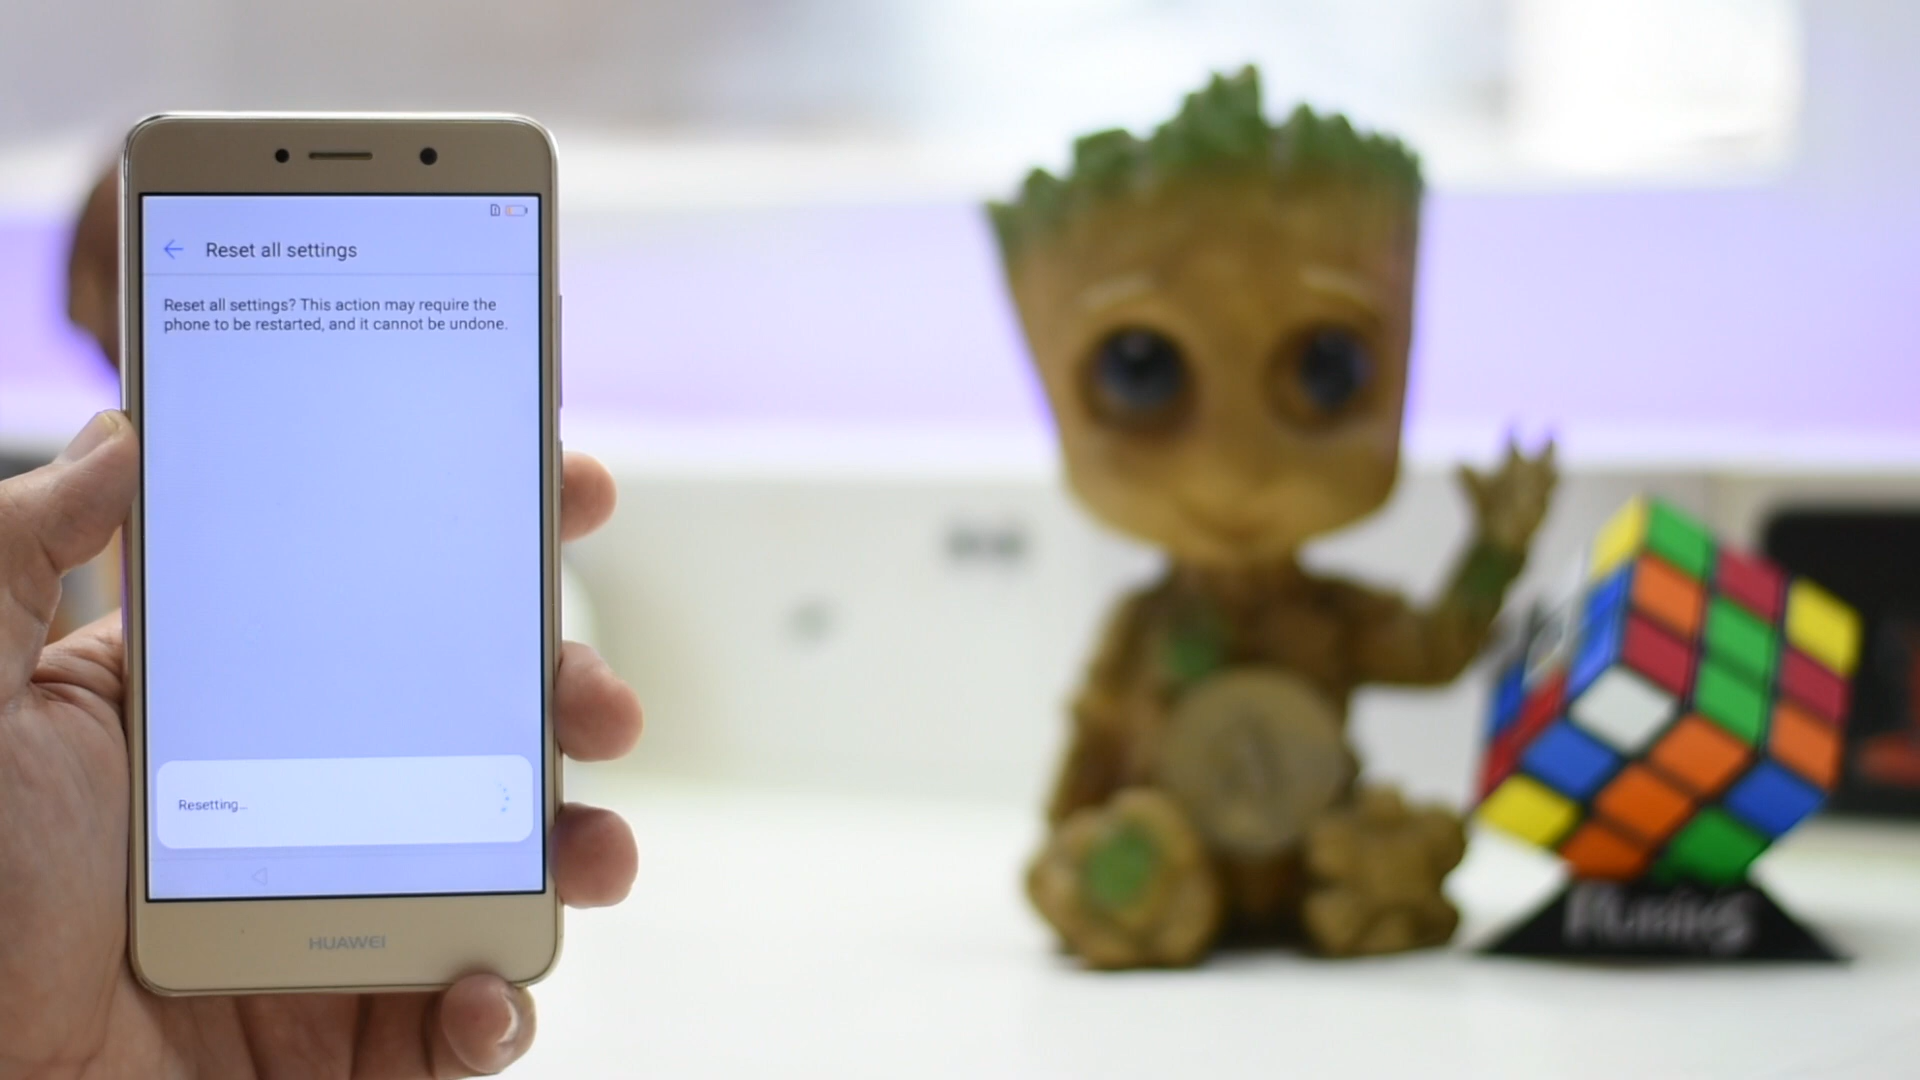 Reset all settings
Reset all settings? This action may require the
phone to be restarted, and it cannot be undone.
Resetting...
HUAWEI